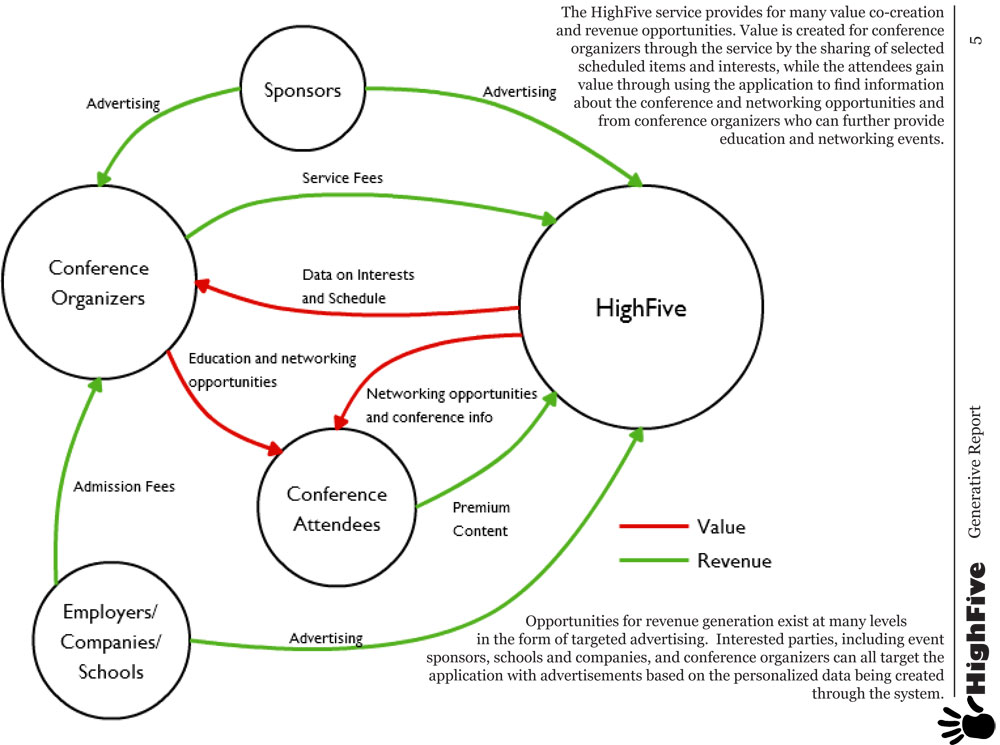 The HighFive service provides for many value co-creation
and revenue opportunities. Value is created for conference
organizers through the service by the sharing of selected
scheduled items and interests, while the attendees gain
value through using the application to find information
about the conference and networking opportunities and
from conference organizers who can further provide
education and networking events.
5
Sponsors
Advertising
Advertising
Service Fees
Conference
Organizers
Data on Interests
and Schedule
HighFive
Education and networking
opportunities
Networking opportunities
and conference info
Admission Fees
Conference
Attendees
Premium
Content
Value
Revenue
Employers/
Companies/
Schools
Advertising
Opportunities for revenue generation exist at many levels
in the form of targeted advertising. Interested parties, including event
sponsors, schools and companies, and conference organizers can all target the
application with advertisements based on the personalized data being created
through the system.
Generative Report
HighFive